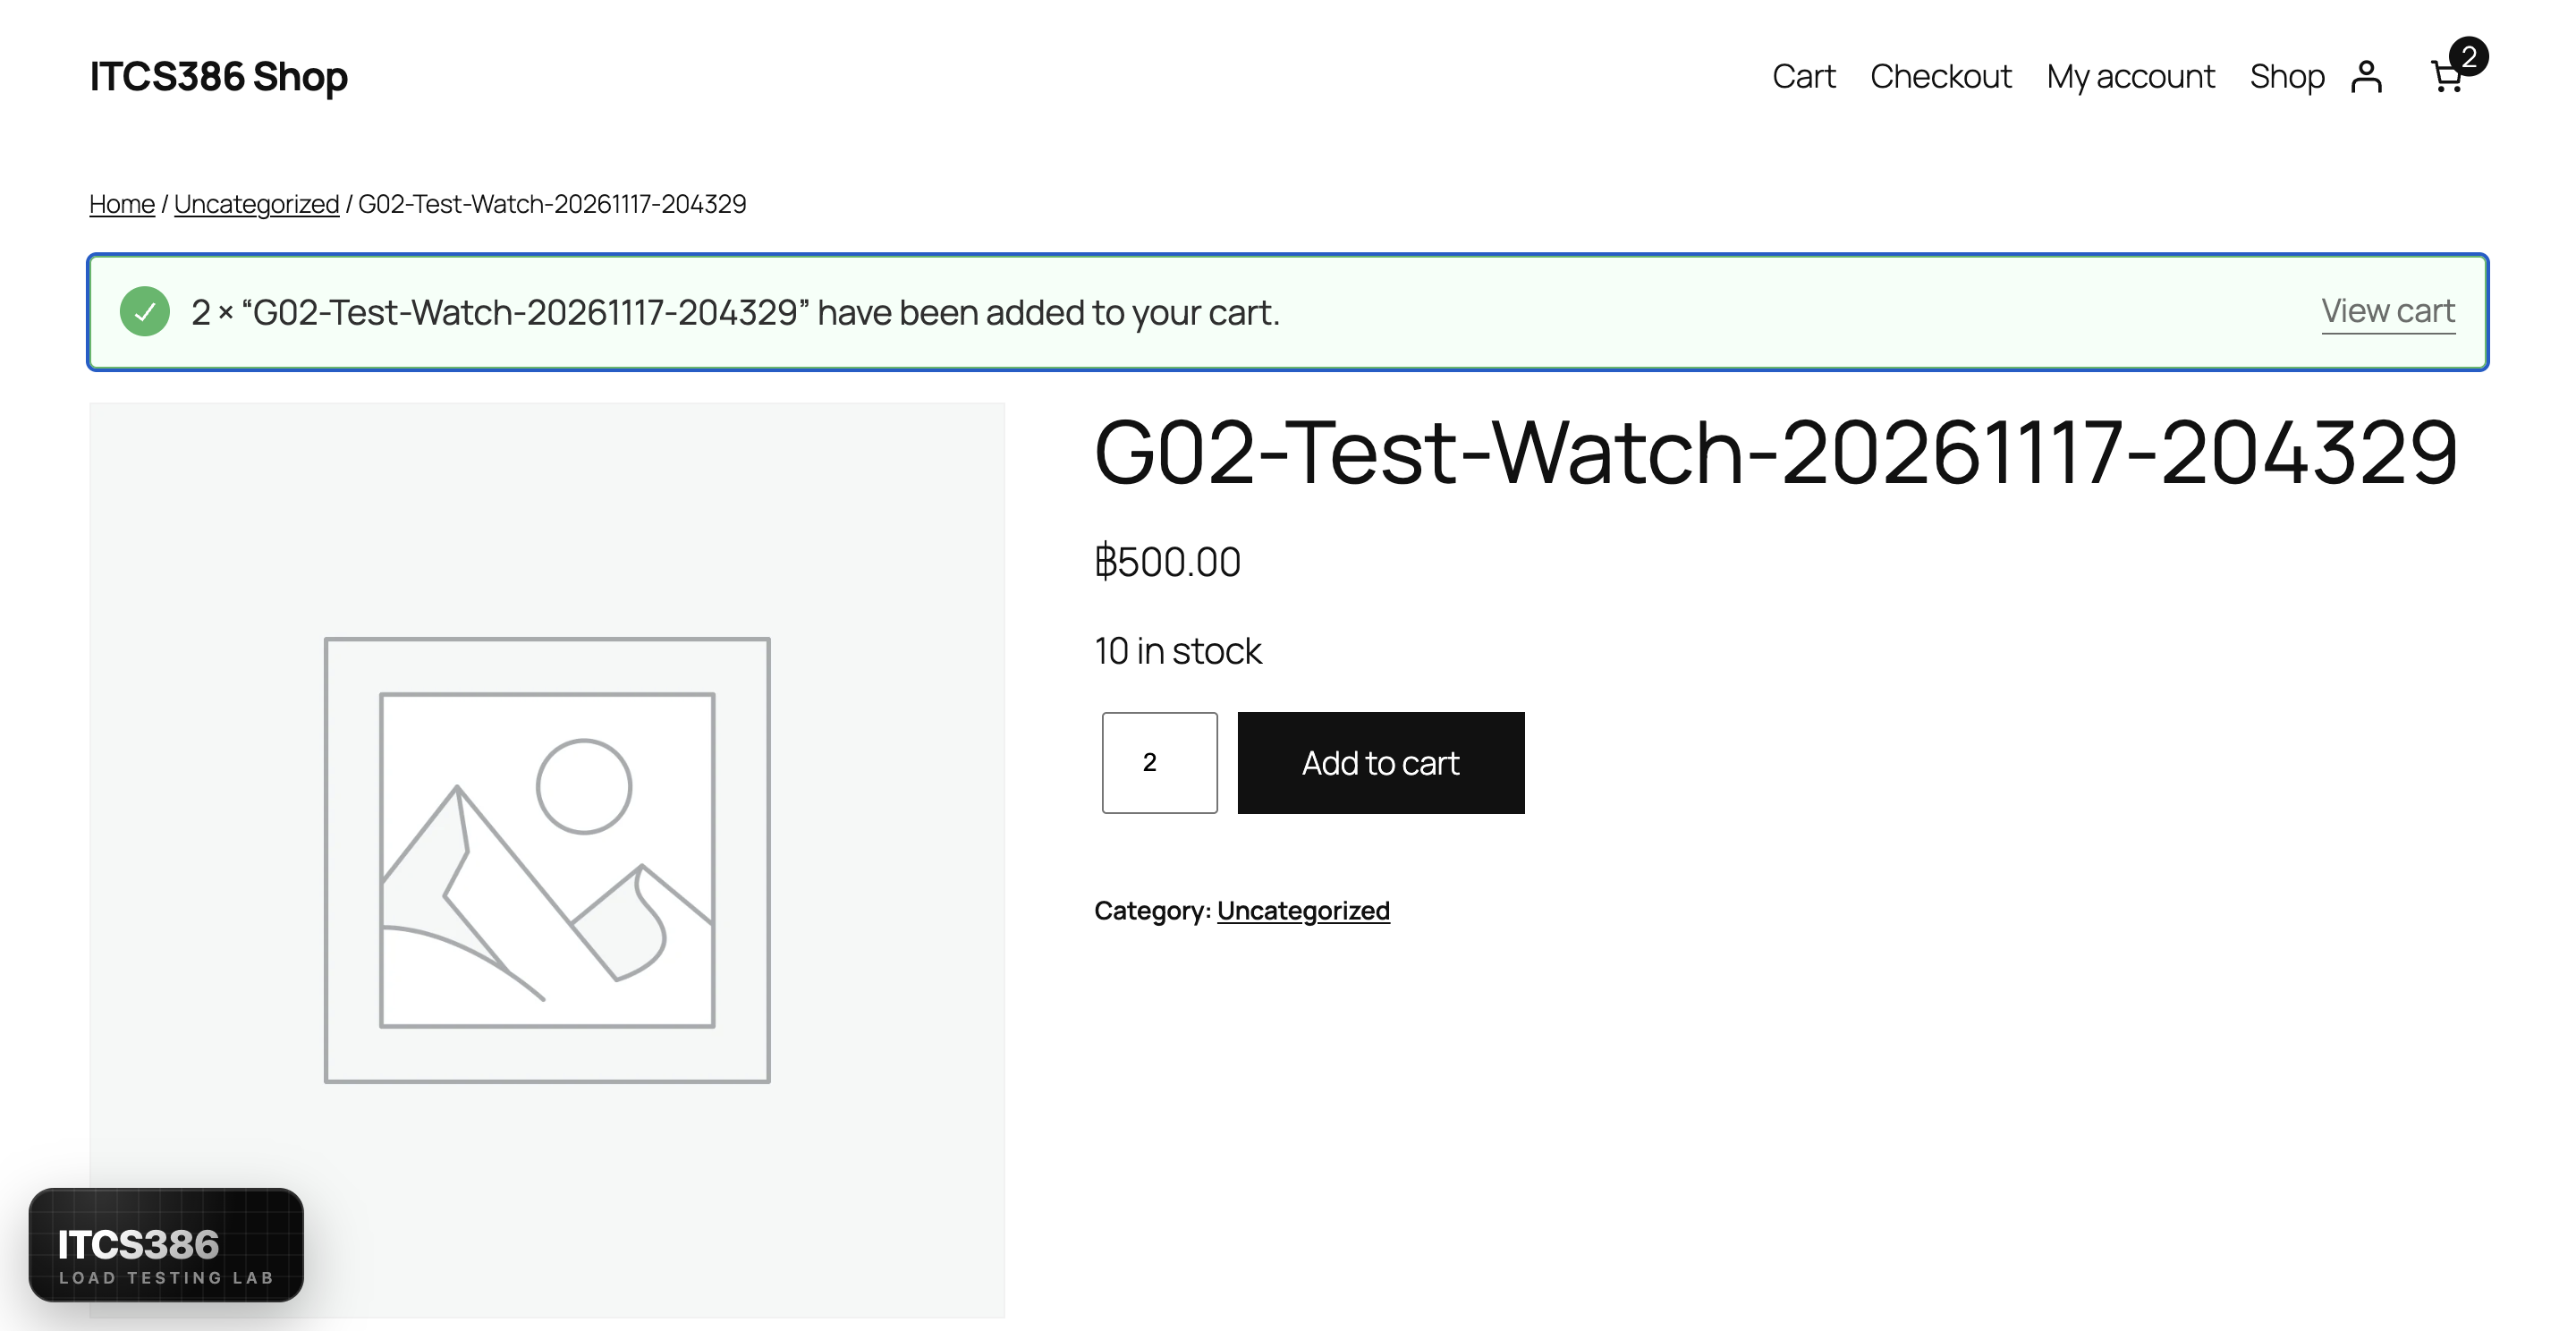 ITCS386 Shop
Cart Checkout My account Shop 2
Home / Uncategorized / G02-Test-Watch-20261117-204329
2 × “G02-Test-Watch-20261117-204329” have been added to your cart. View cart
G02-Test-Watch-20261117-204329
฿500.00
10 in stock
2 Add to cart
Category: Uncategorized
ITCS386
LOAD TESTING LAB